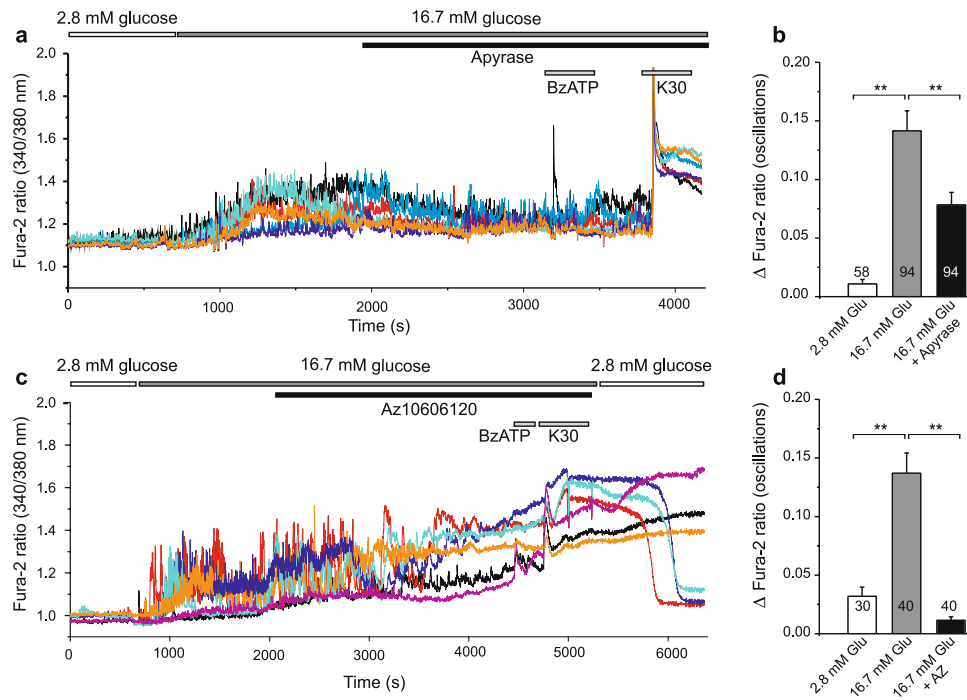 a
2.8 mM glucose
16.7 mM glucose
Apyrase
BzATP
K30
Fura-2 ratio (340/380 nm)
2.0
1.8
1.6
1.4
1.2
1.0
0
1000
2000
3000
4000
Time (s)
b
**
**
Δ Fura-2 ratio (oscillations)
0.20
0.15
0.10
0.05
0.00
58
94
94
2.8 mM Glu
16.7 mM Glu
16.7 mM Glu
+ Apyrase
c
2.8 mM glucose
16.7 mM glucose
2.8 mM glucose
Az10606120
BzATP
K30
Fura-2 ratio (340/380 nm)
2.0
1.8
1.6
1.4
1.2
1.0
0
1000
2000
3000
4000
5000
6000
Time (s)
d
**
**
Δ Fura-2 ratio (oscillations)
0.20
0.15
0.10
0.05
0.00
30
40
40
2.8 mM Glu
16.7 mM Glu
16.7 mM Glu
+ AZ